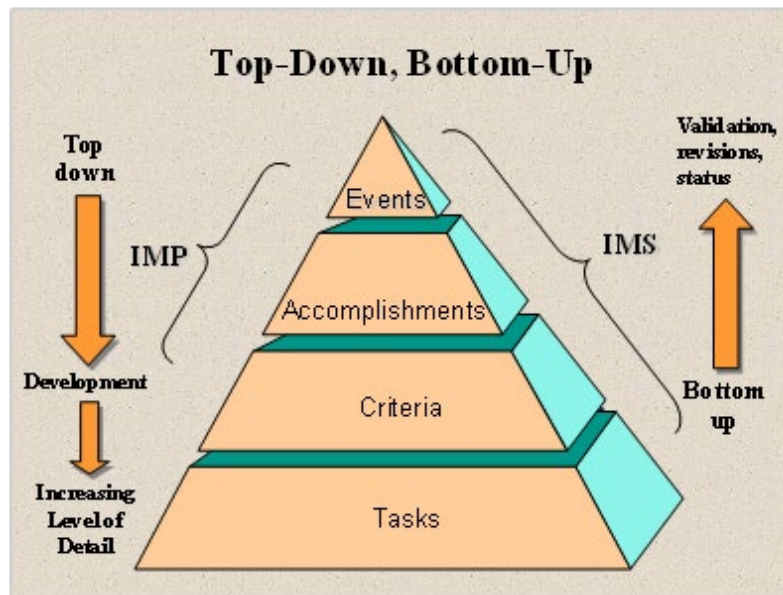 Top-Down, Bottom-Up
Top
down
IMP
Development
Increasing
Level of
Detail
Events
Accomplishments
Criteria
Tasks
IMS
Validation,
revisions,
status
Bottom
up